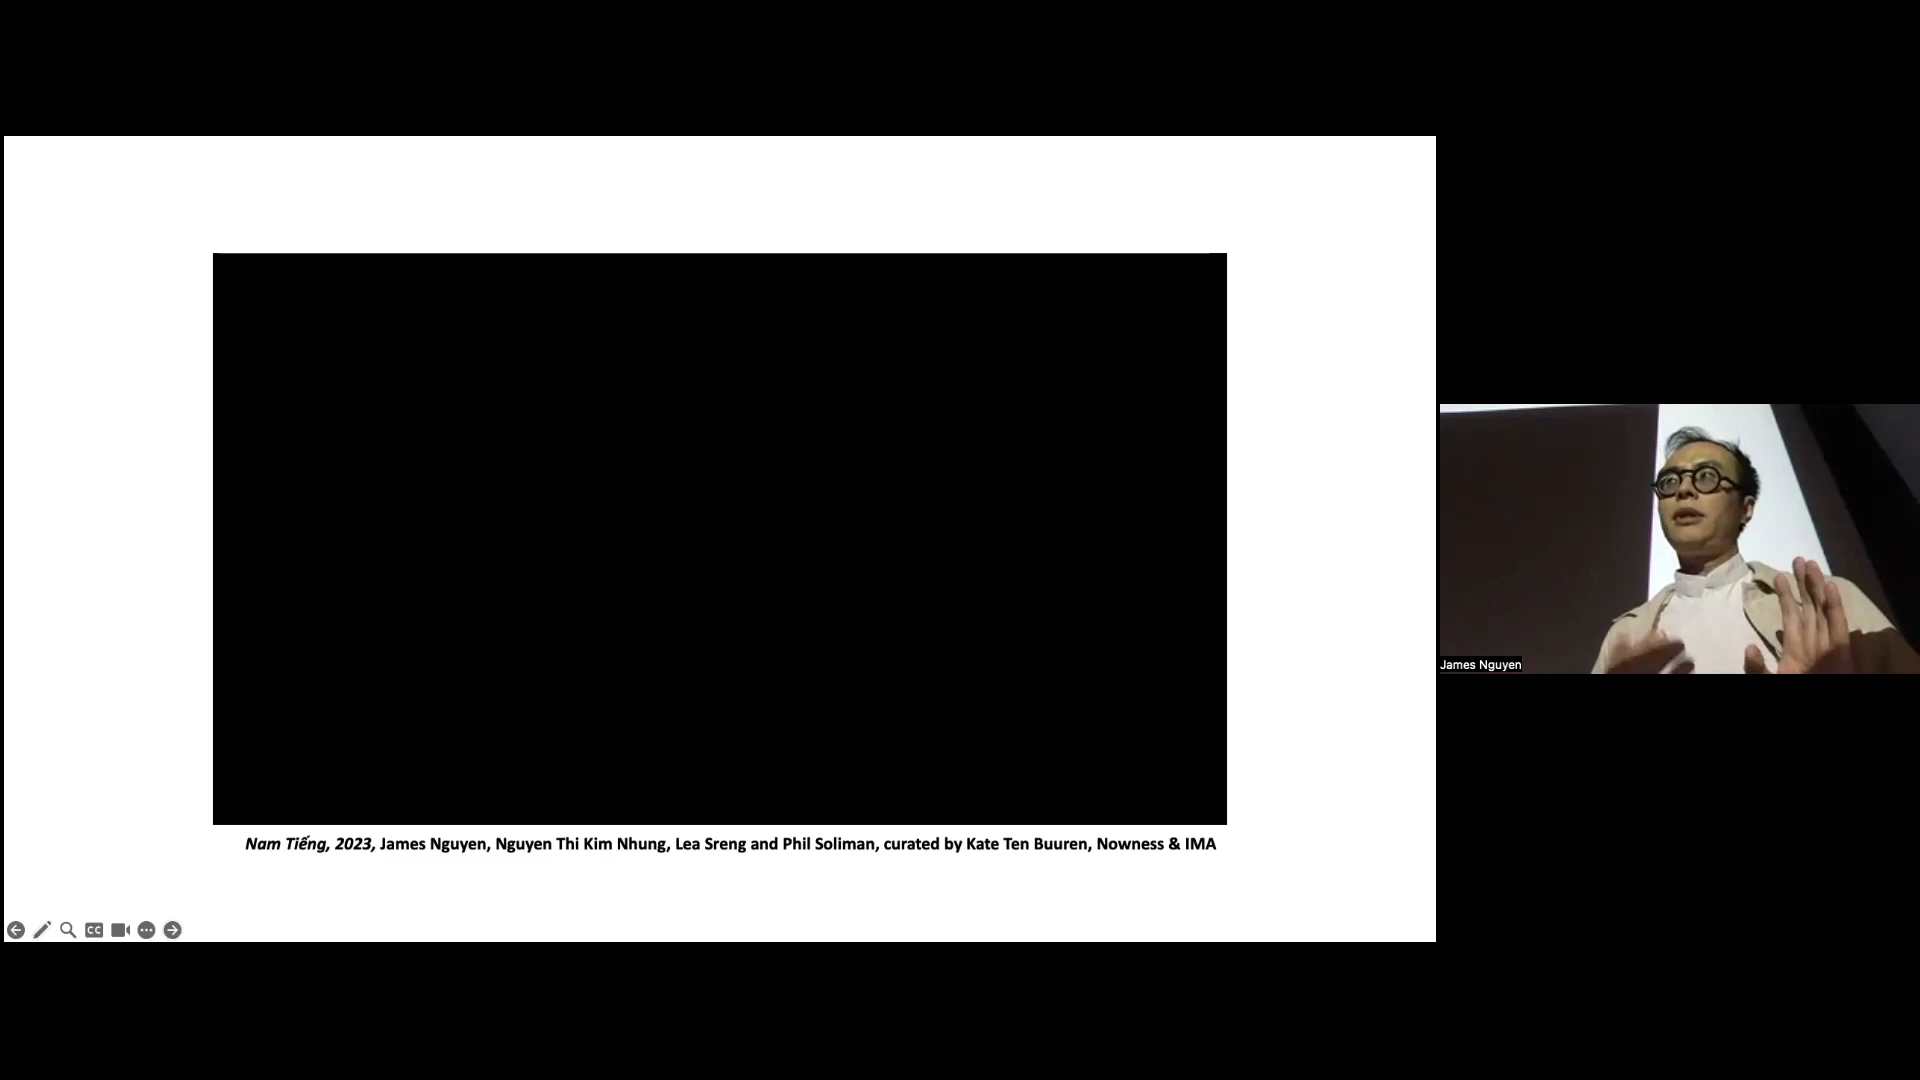 Nam Tiếng, 2023, James Nguyen, Nguyen Thi Kim Nhung, Lea Sreng and Phil Soliman, curated by Kate Ten Buuren, Nowness & IMA
James Nguyen
CC